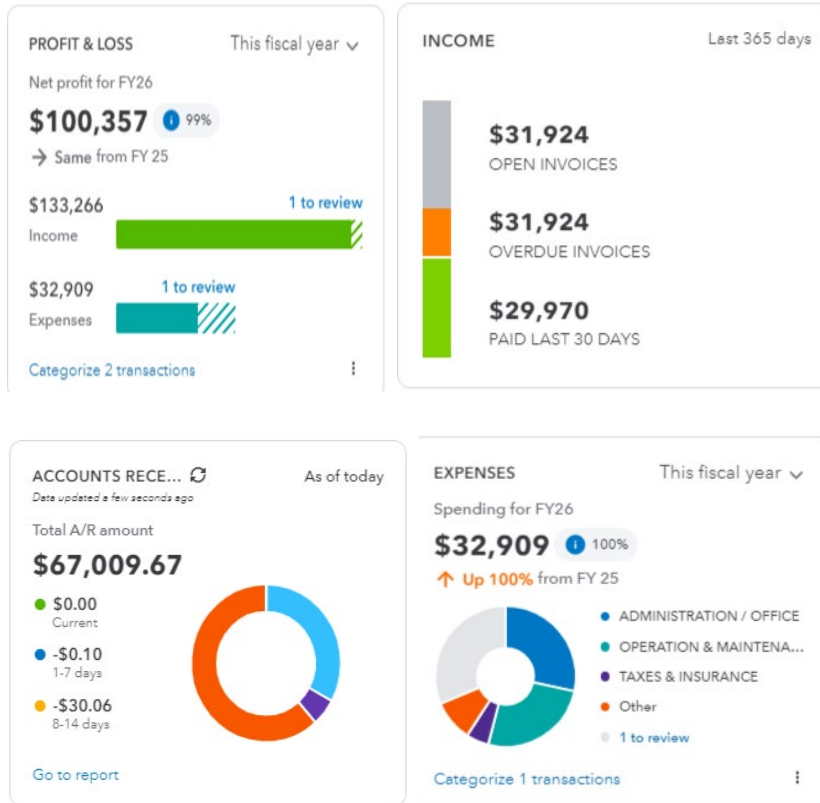 PROFIT & LOSS
This fiscal year
Net profit for FY26
$100,357
99%
Same from FY 25
$133,266
1 to review
Income
$32,909
1 to review
Expenses
Categorize 2 transactions
INCOME
Last 365 days
$31,924
OPEN INVOICES
$31,924
OVERDUE INVOICES
$29,970
PAID LAST 30 DAYS
ACCOUNTS RECE...
As of today
Data updated a few seconds ago
Total A/R amount
$67,009.67
$0.00
Current
-$0.10
1-7 days
-$30.06
8-14 days
Go to report
EXPENSES
This fiscal year
Spending for FY26
$32,909
100%
Up 100% from FY 25
ADMINISTRATION / OFFICE
OPERATION & MAINTENA...
TAXES & INSURANCE
Other
1 to review
Categorize 1 transactions